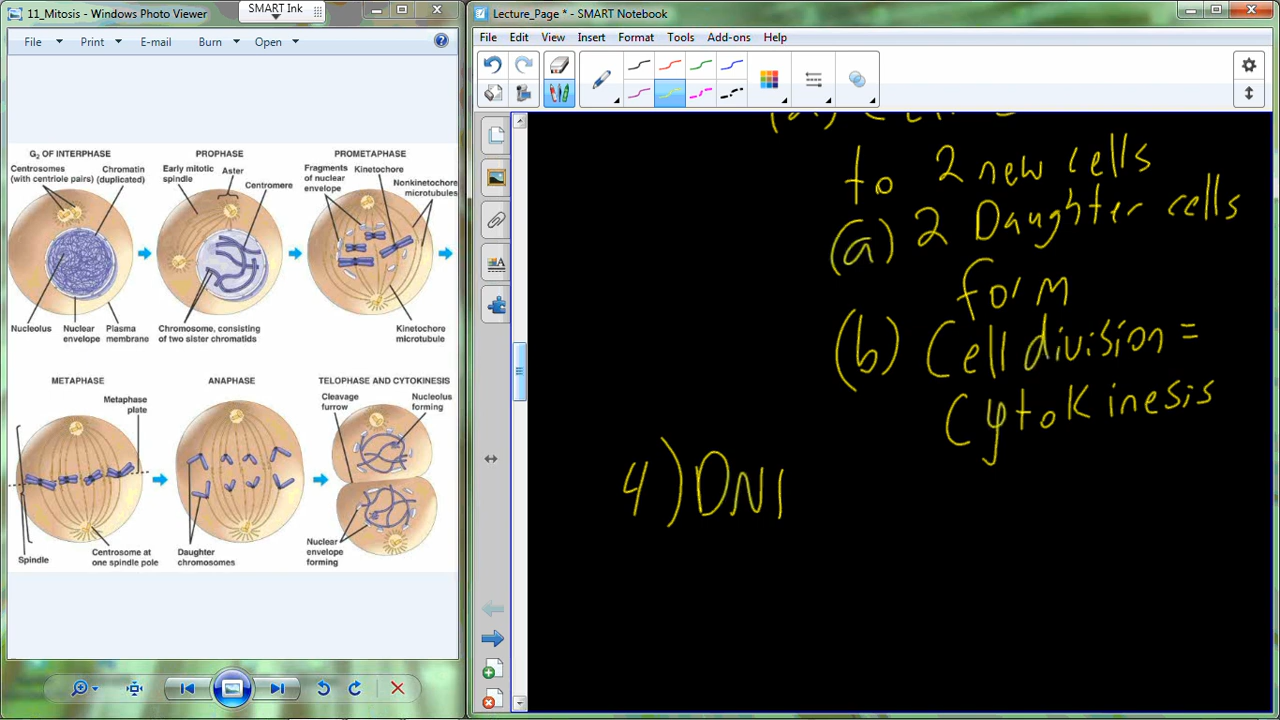 11_Mitosis - Windows Photo Viewer
SMART Ink
File Print E-mail Burn Open
G2 OF INTERPHASE
Centrosomes
(with centriole pairs)
Chromatin
(duplicated)
Nucleolus
Nuclear
envelope
Plasma
membrane
PROPHASE
Early mitotic
spindle
Aster
Centromere
Chromosome, consisting
of two sister chromatids
PROMETAPHASE
Fragments
of nuclear
envelope
Kinetochore
Nonkinetochore
microtubules
Kinetochore
microtubule
METAPHASE
Metaphase
plate
Spindle
Centrosome at
one spindle pole
ANAPHASE
Daughter
chromosomes
TELOPHASE AND CYTOKINESIS
Cleavage
furrow
Nucleolus
forming
Nuclear
envelope
forming
Lecture_Page * - SMART Notebook
File Edit View Insert Format Tools Add-ons Help
to 2 new cells
(a) 2 Daughter cells
form
(b) Cell division =
Cytokinesis
4) DN